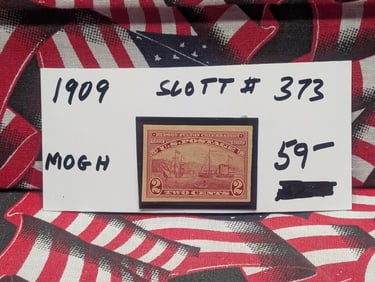 1909 SCOTT # 373
MOGH 59-
HUDSON-FULTON CELEBRATION
U.S. POSTAGE
2 TWO CENTS 2